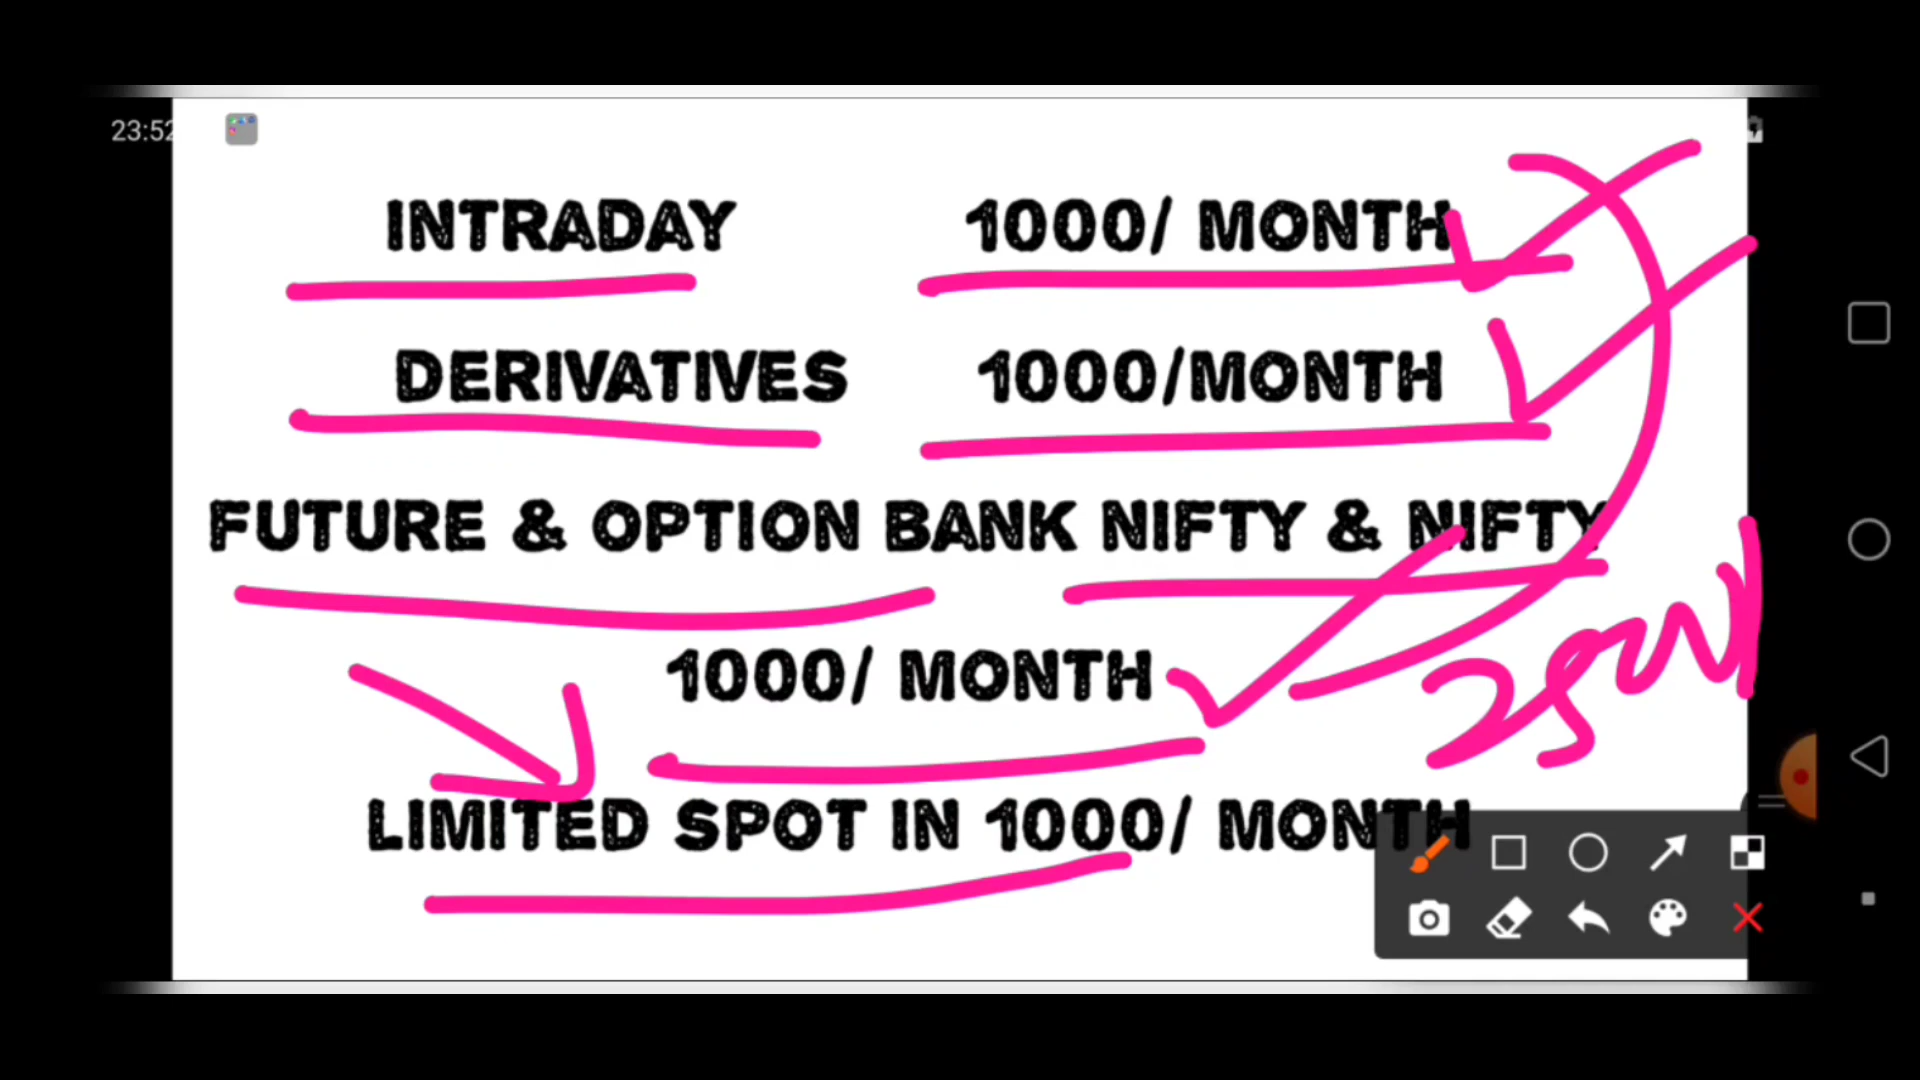 23:52
INTRADAY 1000/ MONTH
DERIVATIVES 1000/MONTH
FUTURE & OPTION BANK NIFTY & NIFTY
1000/ MONTH
LIMITED SPOT IN 1000/ MONTH